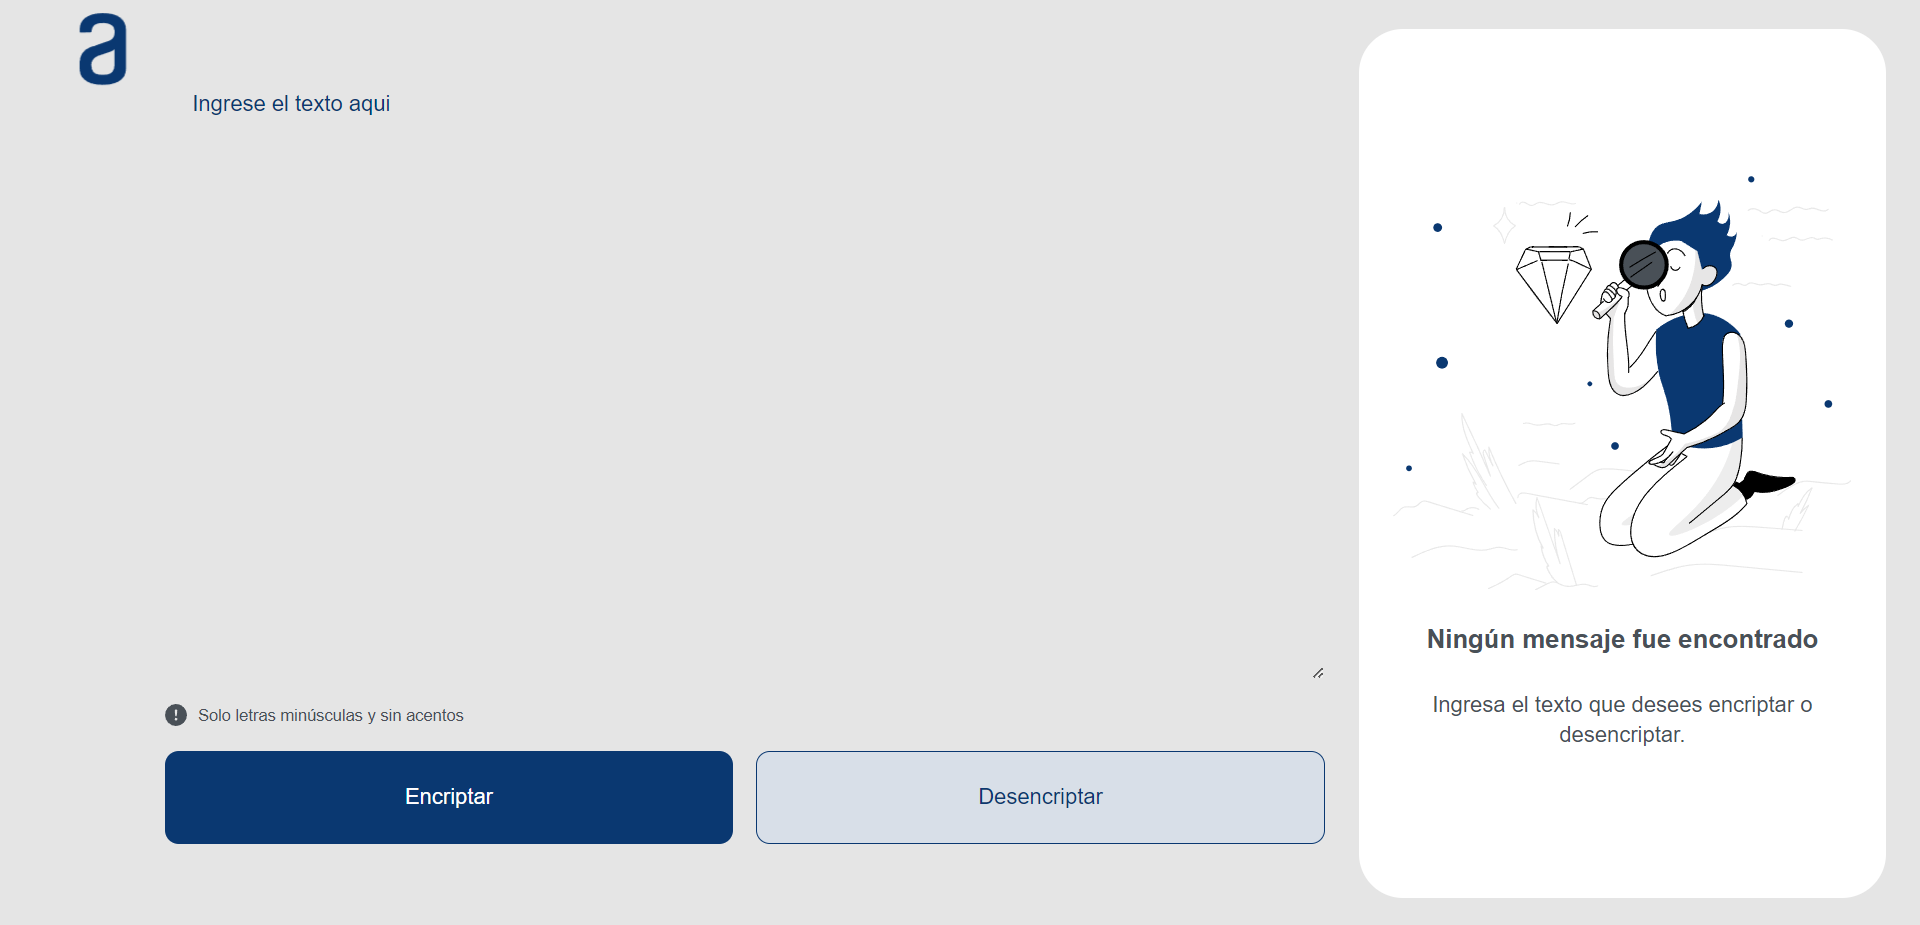 a
Ingrese el texto aqui
Solo letras minúsculas y sin acentos
Encriptar
Desencriptar
Ningún mensaje fue encontrado
Ingresa el texto que desees encriptar o
desencriptar.